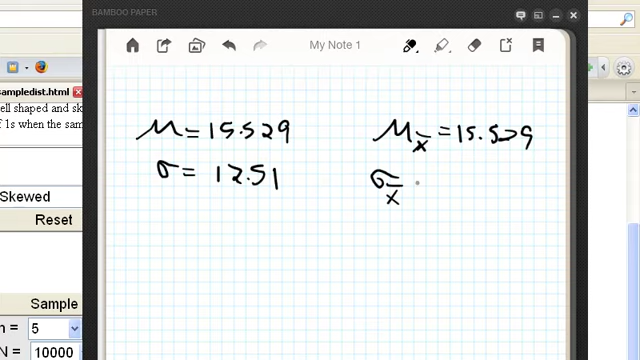 BAMBOO PAPER
My Note 1
sampledist.html
ell shaped and sk
f 1s when the sam
μ = 15.529
σ = 12.51
μx̄ = 15.529
σx̄
Skewed
Reset
Sample
n = 5
N = 10000